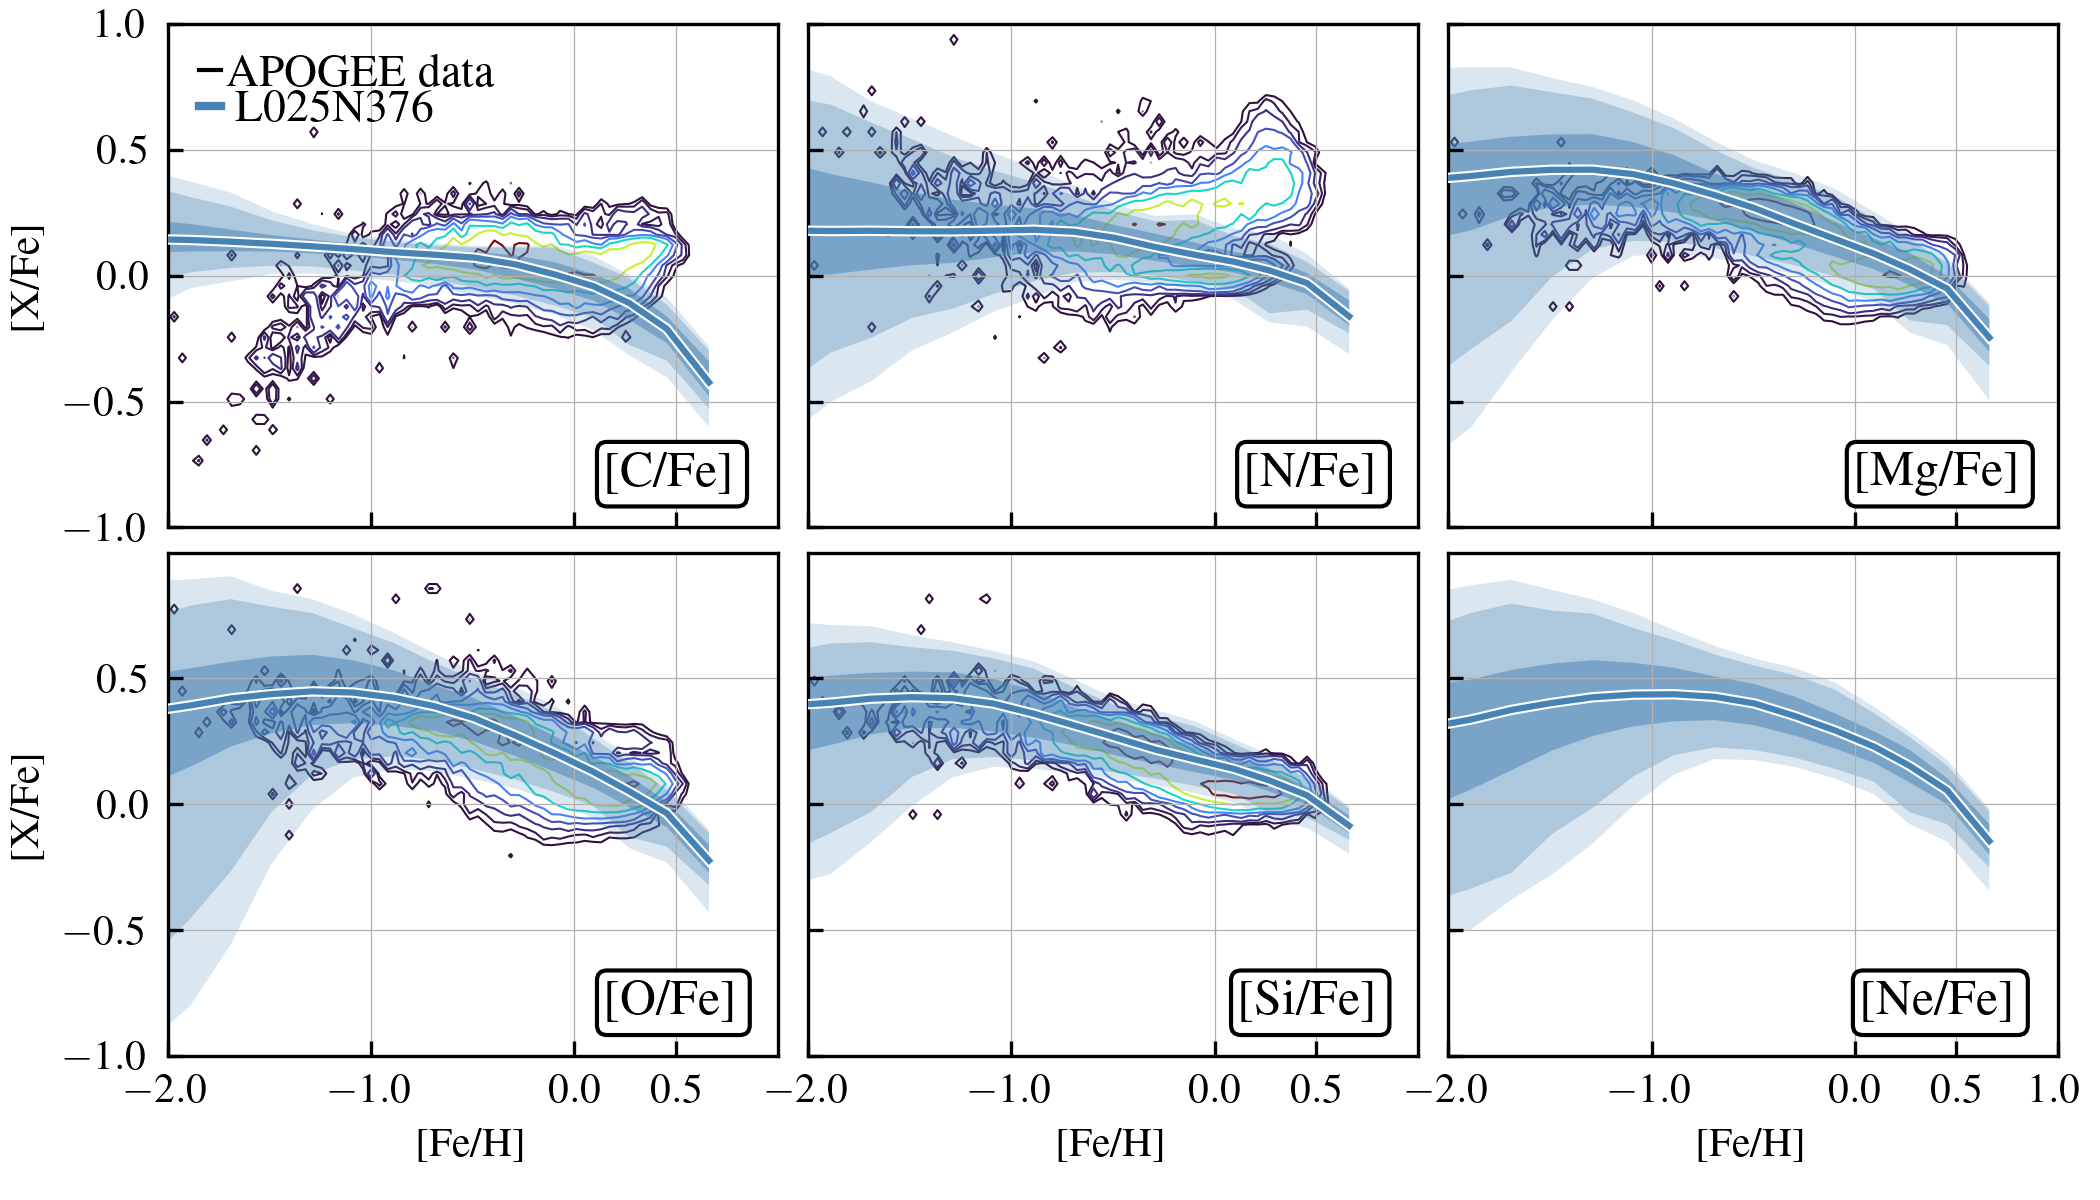 1.0
APOGEE data
L025N376
0.5
[X/Fe]
0.0
−0.5
[C/Fe]
[N/Fe]
[Mg/Fe]
−1.0
0.5
[X/Fe]
0.0
−0.5
[O/Fe]
[Si/Fe]
[Ne/Fe]
−1.0
−2.0 −1.0 0.0 0.5 −2.0 −1.0 0.0 0.5 −2.0 −1.0 0.0 0.5 1.0
[Fe/H] [Fe/H] [Fe/H]